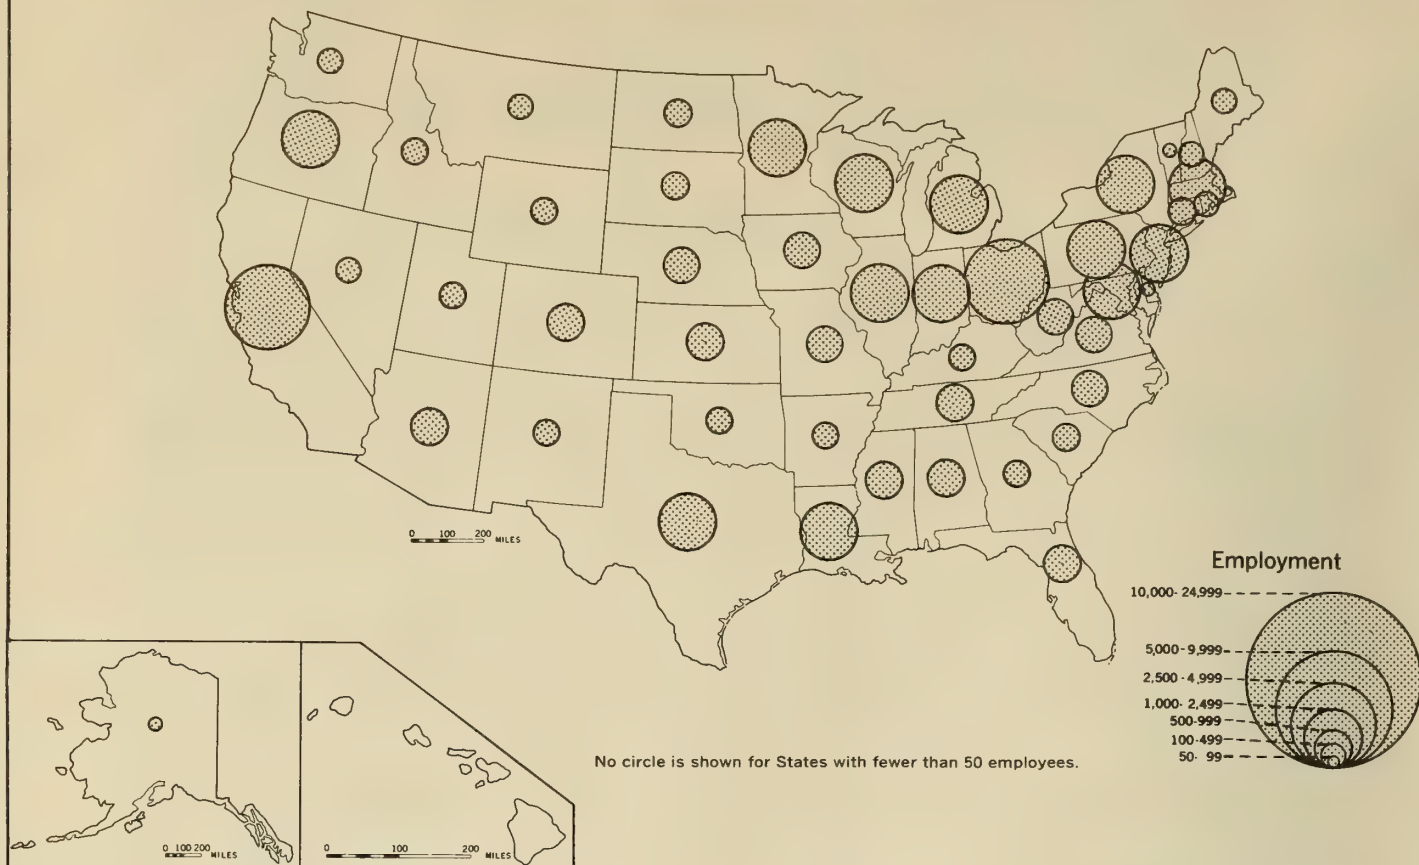 0 100 200 MILES
Employment
10,000- 24,999
5,000- 9,999
2,500 - 4,999
1,000- 2,499
500-999
100-499
50- 99
No circle is shown for States with fewer than 50 employees.
0 100 200 MILES
0 100 200 MILES